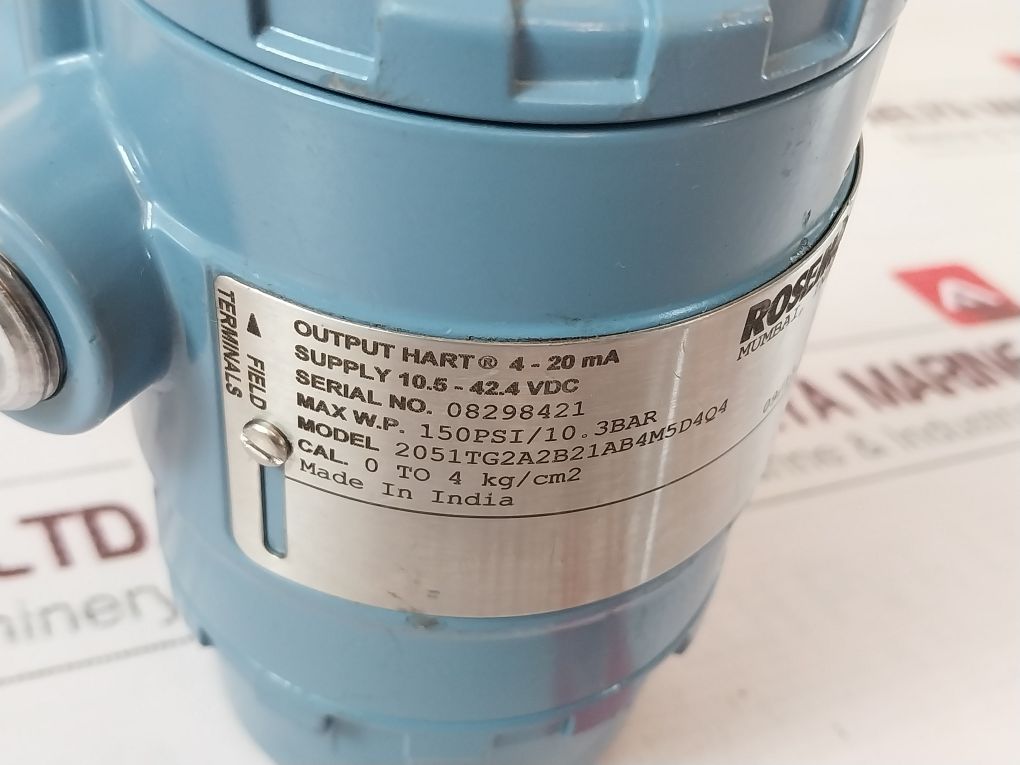 OUTPUT HART® 4 - 20 mA
SUPPLY 10.5 - 42.4 VDC
SERIAL NO. 08298421
MAX W.P. 150PSI/10.3BAR
MODEL 2051TG2A2B21AB4M5D4Q4
CAL. 0 TO 4 kg/cm2
Made In India
FIELD
TERMINALS
MUMBAI,
LTD